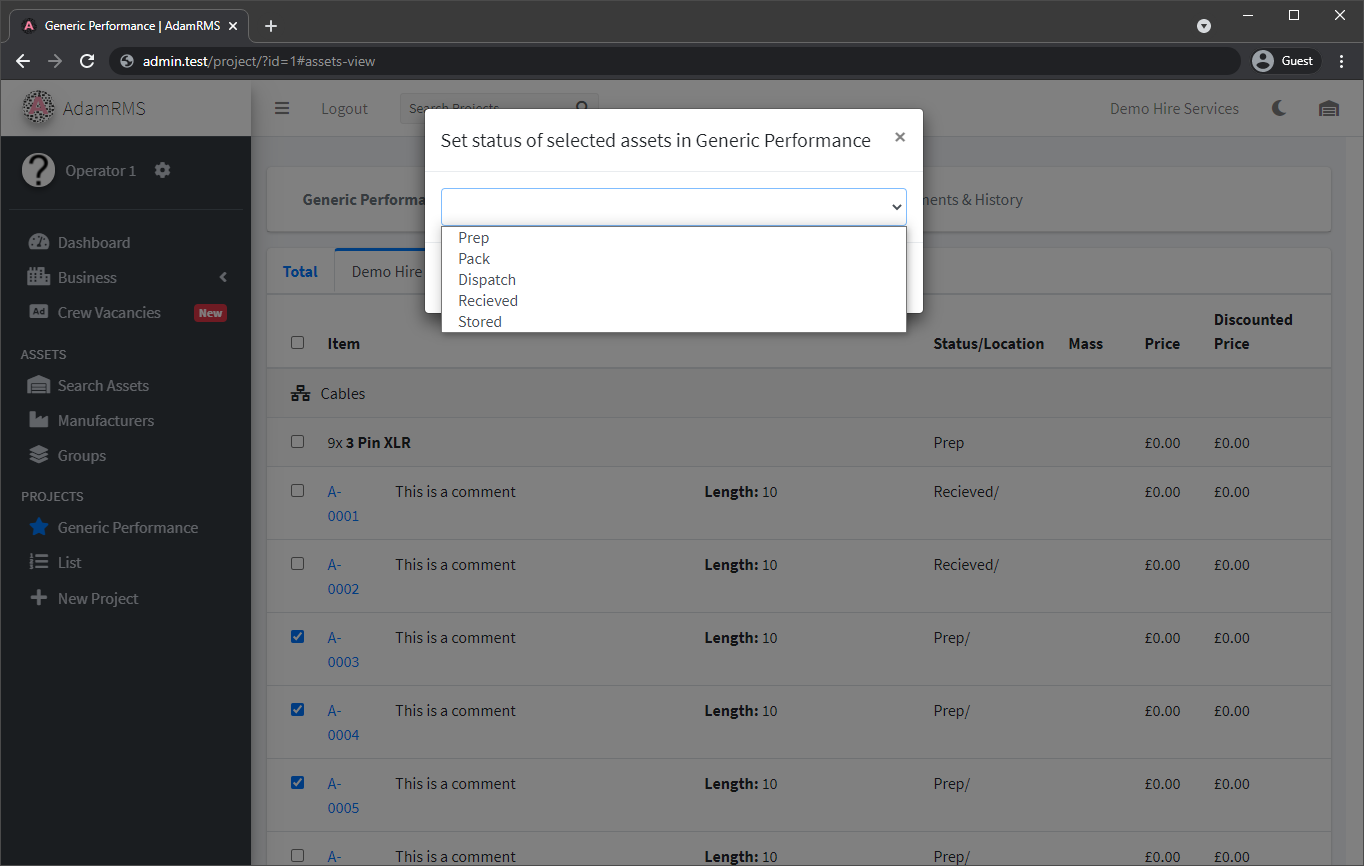 Generic Performance | AdamRMS
admin.test/project/?id=1#assets-view
Guest
AdamRMS
Logout
Search Projects
Demo Hire Services
Operator 1
Dashboard
Business
Ad Crew Vacancies New
ASSETS
Search Assets
Manufacturers
Groups
PROJECTS
Generic Performance
List
New Project
Set status of selected assets in Generic Performance ×
Prep
Pack
Dispatch
Recieved
Stored
Generic Performa
ents & History
Total Demo Hire
Item Status/Location Mass Price Discounted Price
Cables
9x 3 Pin XLR Prep £0.00 £0.00
A-0001 This is a comment Length: 10 Recieved/ £0.00 £0.00
A-0002 This is a comment Length: 10 Recieved/ £0.00 £0.00
A-0003 This is a comment Length: 10 Prep/ £0.00 £0.00
A-0004 This is a comment Length: 10 Prep/ £0.00 £0.00
A-0005 This is a comment Length: 10 Prep/ £0.00 £0.00
A- This is a comment Length: 10 Prep/ £0.00 £0.00